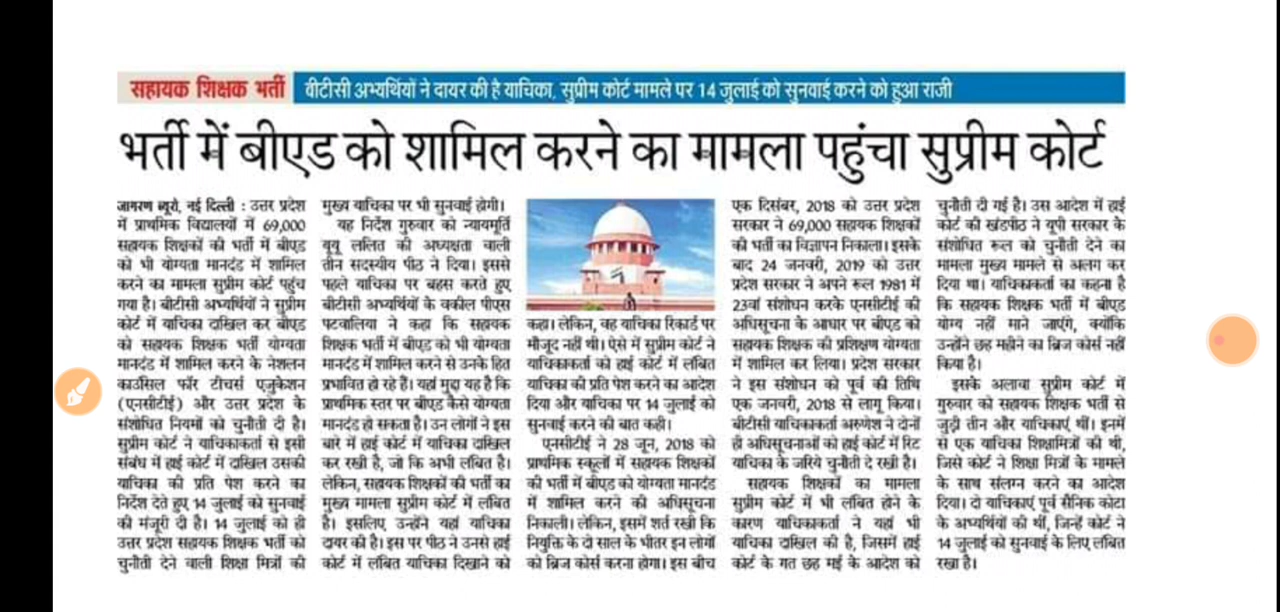 सहायक शिक्षक भर्ती
बीटीसी अभ्यर्थियों ने दायर की है याचिका, सुप्रीम कोर्ट मामले पर 14 जुलाई को सुनवाई करने को हुआ राजी
भर्ती में बीएड को शामिल करने का मामला पहुंचा सुप्रीम कोर्ट
जागरण ब्यूरो, नई दिल्ली : उत्तर प्रदेश
में प्राथमिक विद्यालयों में 69,000
सहायक शिक्षकों की भर्ती में बीएड
को भी योग्यता मानदंड में शामिल
करने का मामला सुप्रीम कोर्ट पहुंच
गया है। बीटीसी अभ्यर्थियों ने सुप्रीम
कोर्ट में याचिका दाखिल कर बीएड
को सहायक शिक्षक भर्ती योग्यता
मानदंड में शामिल करने के नेशनल
काउंसिल फॉर टीचर्स एजुकेशन
(एनसीटीई) और उत्तर प्रदेश के
संशोधित नियमों को चुनौती दी है।
सुप्रीम कोर्ट ने याचिकाकर्ता से इसी
संबंध में हाई कोर्ट में दाखिल उसकी
याचिका की प्रति पेश करने का
निर्देश देते हुए 14 जुलाई को सुनवाई
की मंजूरी दी है। 14 जुलाई को ही
उत्तर प्रदेश सहायक शिक्षक भर्ती को
चुनौती देने वाली शिक्षा मित्रों की
मुख्य याचिका पर भी सुनवाई होगी।
यह निर्देश गुरुवार को न्यायमूर्ति
यूयू ललित की अध्यक्षता वाली
तीन सदस्यीय पीठ ने दिया। इससे
पहले याचिका पर बहस करते हुए
बीटीसी अभ्यर्थियों के वकील पीएस
पटवालिया ने कहा कि सहायक
शिक्षक भर्ती में बीएड को भी योग्यता
मानदंड में शामिल करने से उनके हित
प्रभावित हो रहे हैं। यहां मुद्दा यह है कि
प्राथमिक स्तर पर बीएड कैसे योग्यता
मानदंड हो सकता है। उन लोगों ने इस
बारे में हाई कोर्ट में याचिका दाखिल
कर रखी है, जो कि अभी लंबित है।
लेकिन, सहायक शिक्षकों की भर्ती का
मुख्य मामला सुप्रीम कोर्ट में लंबित
है। इसलिए उन्होंने यहां याचिका
दायर की है। इस पर पीठ ने उनसे हाई
कोर्ट में लंबित याचिका दिखाने को
कहा। लेकिन, वह याचिका रिकार्ड पर
मौजूद नहीं थी। ऐसे में सुप्रीम कोर्ट ने
याचिकाकर्ता को हाई कोर्ट में लंबित
याचिका की प्रति पेश करने का आदेश
दिया और याचिका पर 14 जुलाई को
सुनवाई करने की बात कही।
एनसीटीई ने 28 जून, 2018 को
प्राथमिक स्कूलों में सहायक शिक्षकों
की भर्ती में बीएड को योग्यता मानदंड
में शामिल करने की अधिसूचना
निकाली। लेकिन, इसमें शर्त रखी कि
नियुक्ति के दो साल के भीतर इन लोगों
को ब्रिज कोर्स करना होगा। इस बीच
एक दिसंबर, 2018 को उत्तर प्रदेश
सरकार ने 69,000 सहायक शिक्षकों
की भर्ती का विज्ञापन निकाला। इसके
बाद 24 जनवरी, 2019 को उत्तर
प्रदेश सरकार ने अपने रूल 1981 में
23वां संशोधन करके एनसीटीई की
अधिसूचना के आधार पर बीएड को
सहायक शिक्षक की प्रशिक्षण योग्यता
में शामिल कर लिया। प्रदेश सरकार
ने इस संशोधन को पूर्व की तिथि
एक जनवरी, 2018 से लागू किया।
बीटीसी याचिकाकर्ता अरुणेश ने दोनों
ही अधिसूचनाओं को हाई कोर्ट में रिट
याचिका के जरिये चुनौती दे रखी है।
सहायक शिक्षकों का मामला
सुप्रीम कोर्ट में भी लंबित होने के
कारण याचिकाकर्ता ने यहां भी
याचिका दाखिल की है, जिसमें हाई
कोर्ट के गत छह मई के आदेश को
चुनौती दी गई है। उस आदेश में हाई
कोर्ट की खंडपीठ ने यूपी सरकार के
संशोधित रूल को चुनौती देने का
मामला मुख्य मामले से अलग कर
दिया था। याचिकाकर्ता का कहना है
कि सहायक शिक्षक भर्ती में बीएड
योग्य नहीं माने जाएंगे, क्योंकि
उन्होंने छह महीने का ब्रिज कोर्स नहीं
किया है।
इसके अलावा सुप्रीम कोर्ट में
गुरुवार को सहायक शिक्षक भर्ती से
जुड़ी तीन और याचिकाएं थीं। इनमें
से एक याचिका शिक्षामित्रों की थी,
जिसे कोर्ट ने शिक्षा मित्रों के मामले
के साथ संलग्न करने का आदेश
दिया। दो याचिकाएं पूर्व सैनिक कोटा
के अभ्यर्थियों की थीं, जिन्हें कोर्ट ने
14 जुलाई को सुनवाई के लिए लंबित
रखा है।